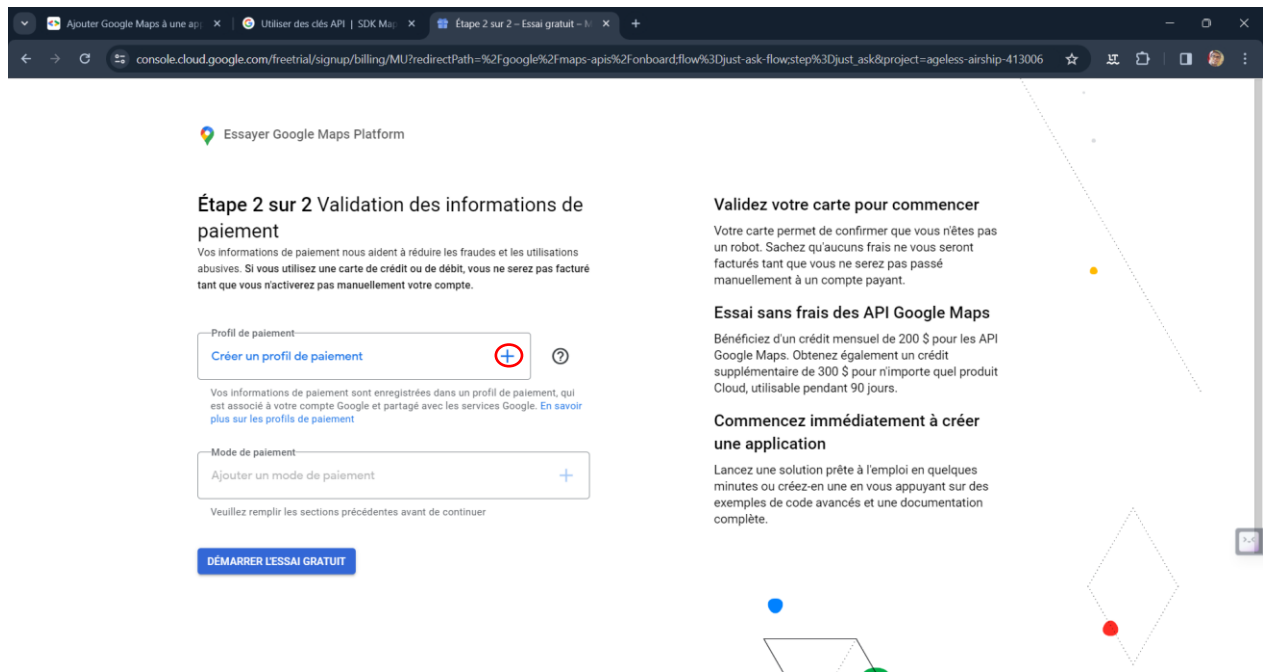 Ajouter Google Maps à une ap
Utiliser des clés API | SDK Map
Étape 2 sur 2 – Essai gratuit – M
console.cloud.google.com/freetrial/signup/billing/MU?redirectPath=%2Fgoogle%2Fmaps-apis%2Fonboard;flow%3Djust-ask-flow;step%3Djust_ask&project=ageless-airship-413006
Essayer Google Maps Platform
Étape 2 sur 2 Validation des informations de
paiement
Vos informations de paiement nous aident à réduire les fraudes et les utilisations
abusives. Si vous utilisez une carte de crédit ou de débit, vous ne serez pas facturé
tant que vous n'activerez pas manuellement votre compte.
Profil de paiement
Créer un profil de paiement
Vos informations de paiement sont enregistrées dans un profil de paiement, qui
est associé à votre compte Google et partagé avec les services Google. En savoir
plus sur les profils de paiement
Mode de paiement
Ajouter un mode de paiement
Veuillez remplir les sections précédentes avant de continuer
DÉMARRER L'ESSAI GRATUIT
Validez votre carte pour commencer
Votre carte permet de confirmer que vous n'êtes pas
un robot. Sachez qu'aucuns frais ne vous seront
facturés tant que vous ne serez pas passé
manuellement à un compte payant.
Essai sans frais des API Google Maps
Bénéficiez d'un crédit mensuel de 200 $ pour les API
Google Maps. Obtenez également un crédit
supplémentaire de 300 $ pour n'importe quel produit
Cloud, utilisable pendant 90 jours.
Commencez immédiatement à créer
une application
Lancez une solution prête à l'emploi en quelques
minutes ou créez-en une en vous appuyant sur des
exemples de code avancés et une documentation
complète.